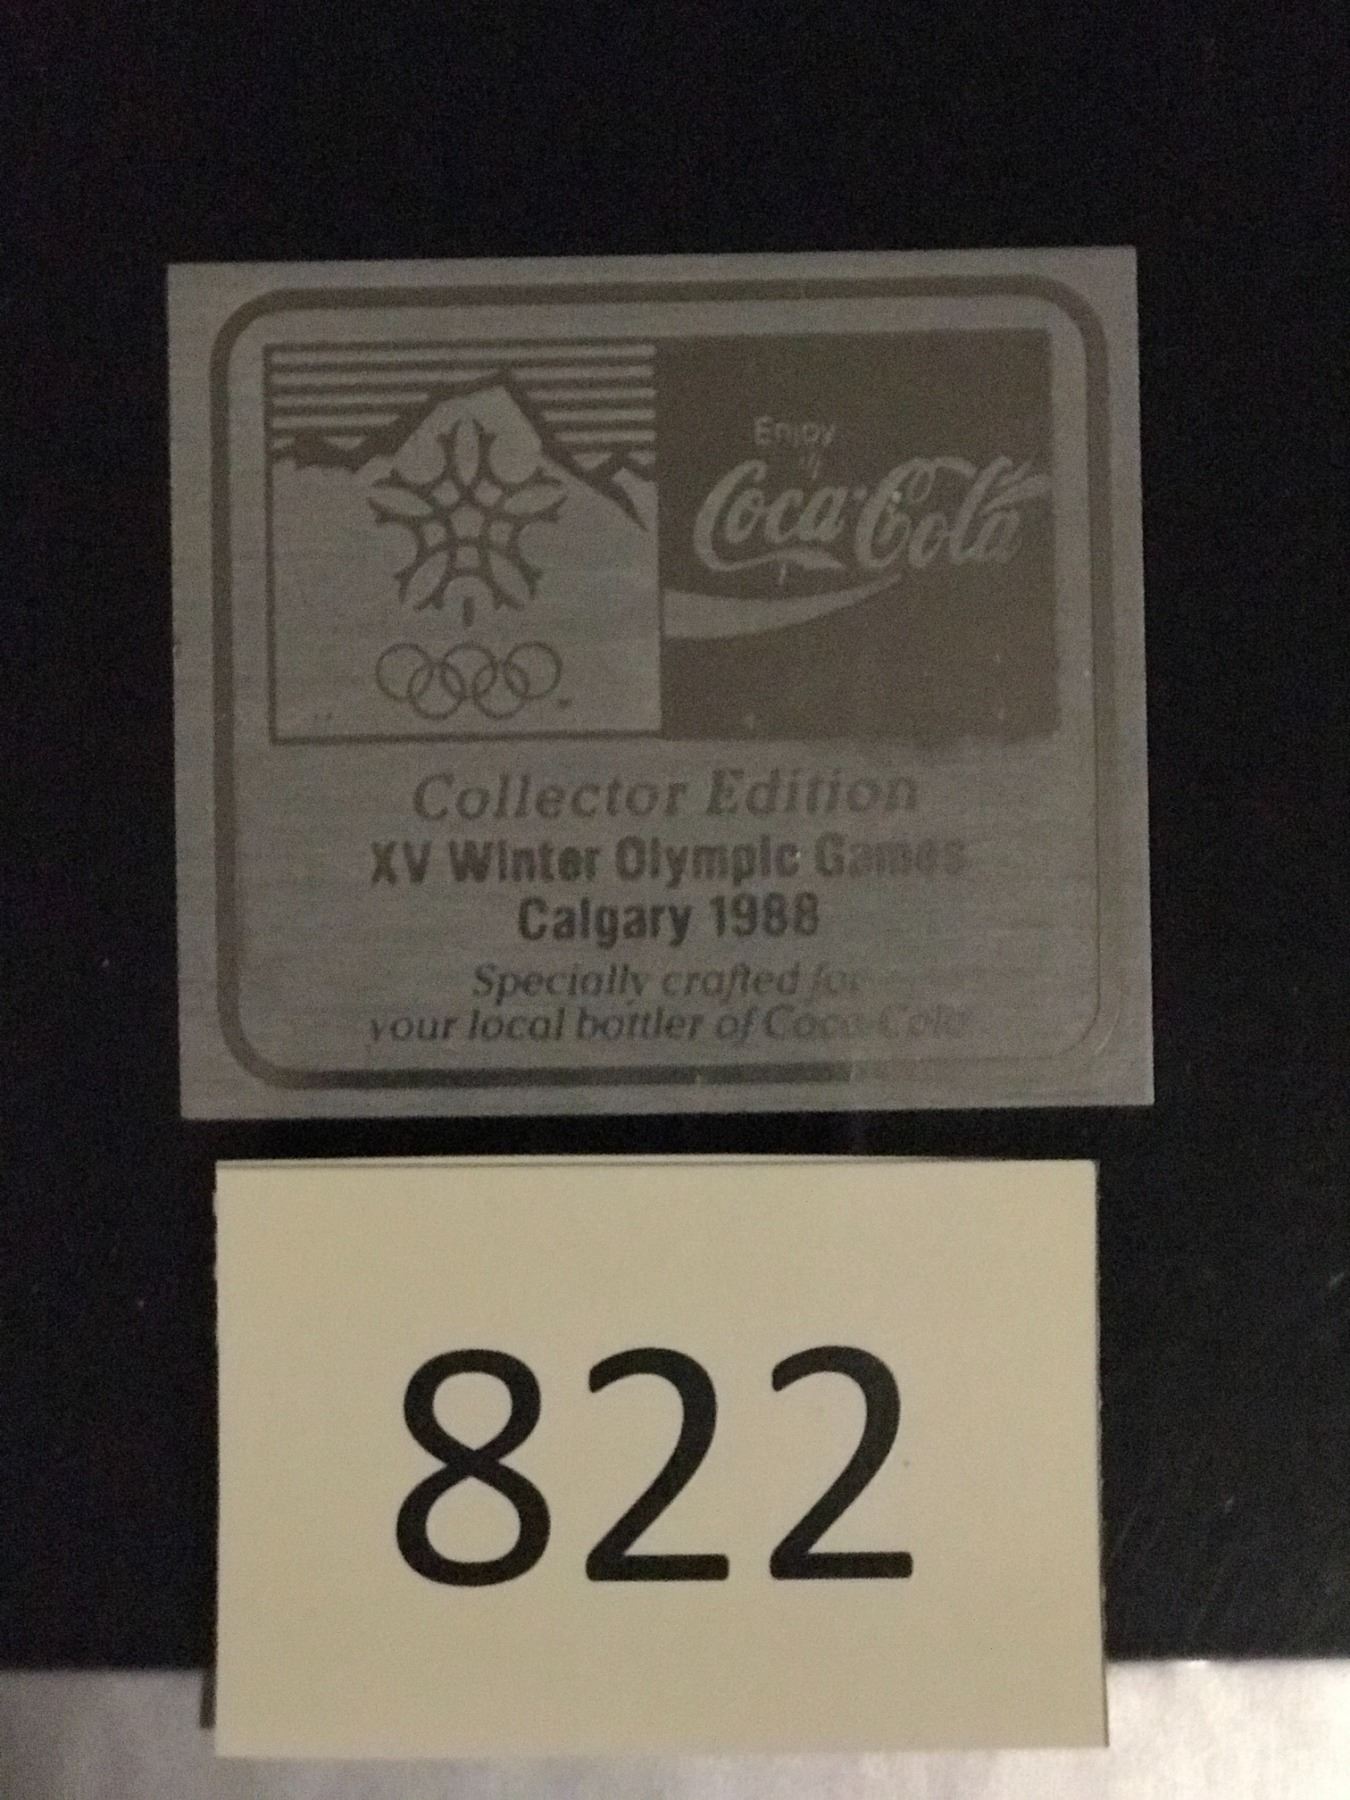 Enjoy
Coca-Cola
Collector Edition
XV Winter Olympic Games
Calgary 1988
Specially crafted for
your local bottler of Coca-Cola
822